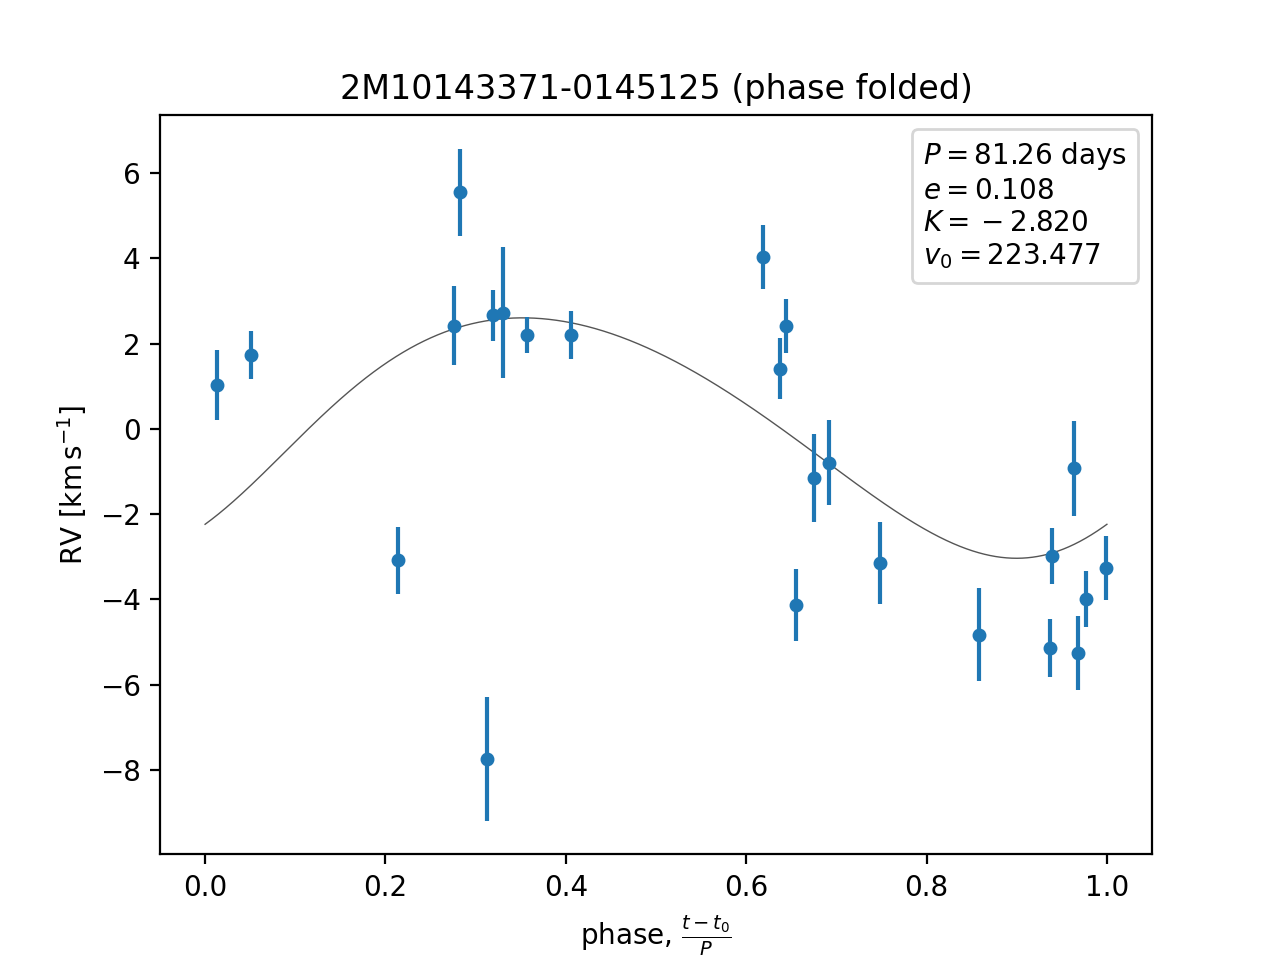 2M10143371-0145125 (phase folded)
P = 81.26 days
e = 0.108
K = −2.820
v₀ = 223.477
RV [km s⁻¹]
6
4
2
0
−2
−4
−6
−8
0.0 0.2 0.4 0.6 0.8 1.0
phase, (t − t₀)/P